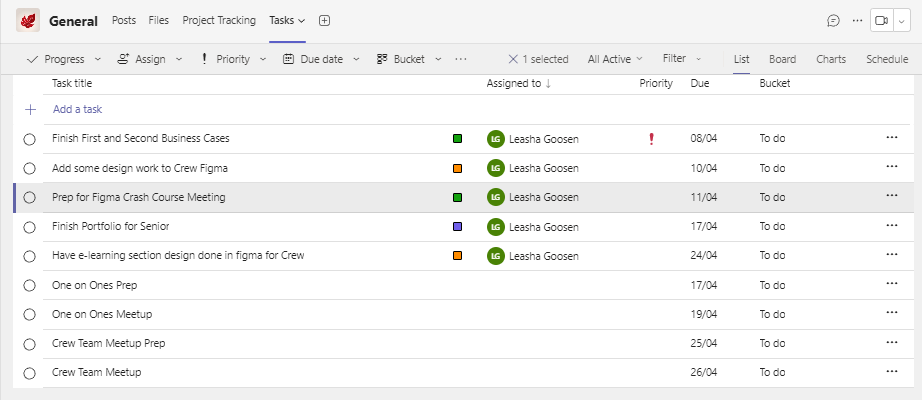 General Posts Files Project Tracking Tasks
Progress Assign Priority Due date Bucket ... 1 selected All Active Filter List Board Charts Schedule
Task title Assigned to ↓ Priority Due Bucket
Add a task
Finish First and Second Business Cases LG Leasha Goosen 08/04 To do
Add some design work to Crew Figma LG Leasha Goosen 10/04 To do
Prep for Figma Crash Course Meeting LG Leasha Goosen 11/04 To do
Finish Portfolio for Senior LG Leasha Goosen 17/04 To do
Have e-learning section design done in figma for Crew LG Leasha Goosen 24/04 To do
One on Ones Prep 17/04 To do
One on Ones Meetup 19/04 To do
Crew Team Meetup Prep 25/04 To do
Crew Team Meetup 26/04 To do